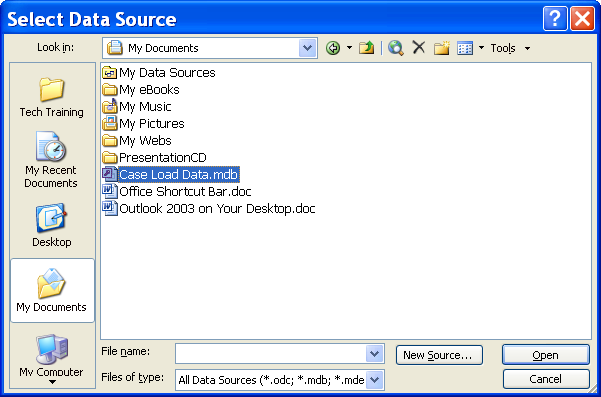 Select Data Source
Look in: My Documents Tools
My Data Sources
My eBooks
My Music
My Pictures
My Webs
PresentationCD
Case Load Data.mdb
Office Shortcut Bar.doc
Outlook 2003 on Your Desktop.doc
Tech Training
My Recent
Documents
Desktop
My Documents
My Computer
File name: New Source... Open
Files of type: All Data Sources (*.odc; *.mdb; *.mde Cancel